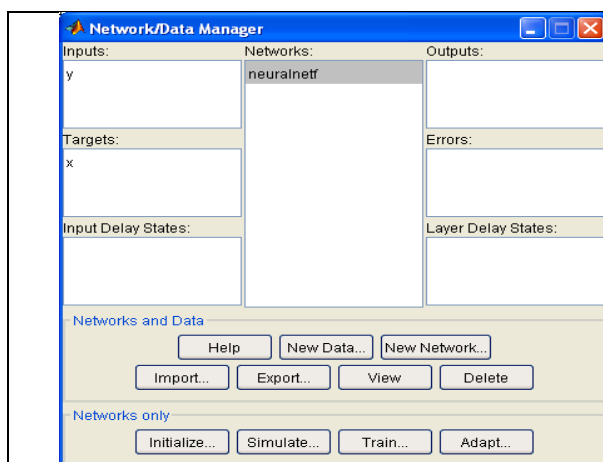 Network/Data Manager
Inputs: Networks: Outputs:
y neuralnetf
Targets: Errors:
x
Input Delay States: Layer Delay States:
Networks and Data
Help New Data... New Network...
Import... Export... View Delete
Networks only
Initialize... Simulate... Train... Adapt...